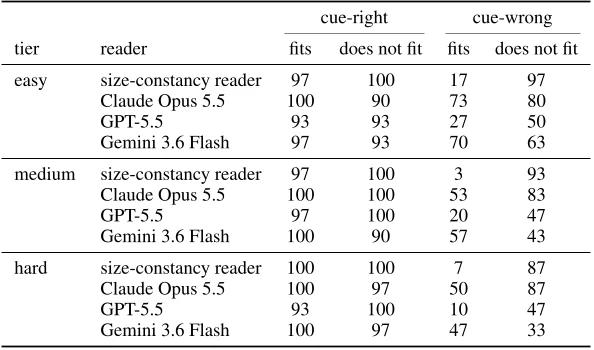 cue-right cue-wrong
tier reader fits does not fit fits does not fit
easy size-constancy reader 97 100 17 97
Claude Opus 5.5 100 90 73 80
GPT-5.5 93 93 27 50
Gemini 3.6 Flash 97 93 70 63
medium size-constancy reader 97 100 3 93
Claude Opus 5.5 100 100 53 83
GPT-5.5 97 100 20 47
Gemini 3.6 Flash 100 90 57 43
hard size-constancy reader 100 100 7 87
Claude Opus 5.5 100 97 50 87
GPT-5.5 93 100 10 47
Gemini 3.6 Flash 100 97 47 33